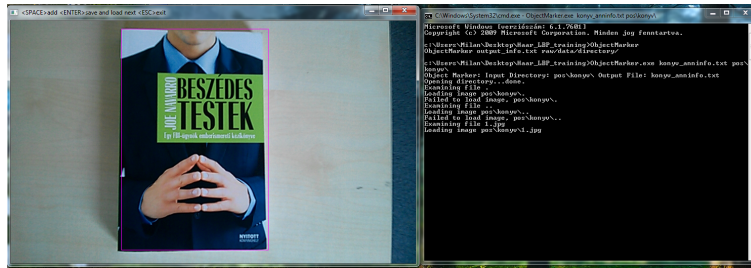 <SPACE>add <ENTER>save and load next <ESC>exit
JOE NAVARRO
BESZÉDES
TESTEK
Egy FBI-ügynök emberismereti kézikönyve
NYITOTT
KÖNYVMŰHELY
C:\Windows\System32\cmd.exe - ObjectMarker.exe konyv_anninfo.txt pos\konyv\
Microsoft Windows [verziószám: 6.1.7601]
Copyright (c) 2009 Microsoft Corporation. Minden jog fenntartva.
c:\Users\Milan\Desktop\Haar_LBP_training>ObjectMarker
ObjectMarker output_info.txt raw/data/directory/
c:\Users\Milan\Desktop\Haar_LBP_training>ObjectMarker.exe konyv_anninfo.txt pos\
konyv\
Object Marker: Input Directory: pos\konyv\ Output File: konyv_anninfo.txt
Opening directory...done.
Examining file .
Loading image pos\konyv\.
Failed to load image, pos\konyv\.
Examining file ..
Loading image pos\konyv\..
Failed to load image, pos\konyv\..
Examining file 1.jpg
Loading image pos\konyv\1.jpg